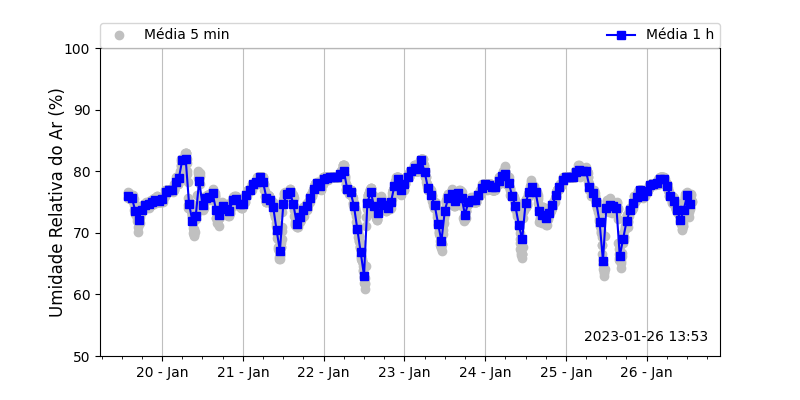 Média 5 min
Média 1 h
Umidade Relativa do Ar (%)
100
90
80
70
60
50
2023-01-26 13:53
20 - Jan
21 - Jan
22 - Jan
23 - Jan
24 - Jan
25 - Jan
26 - Jan